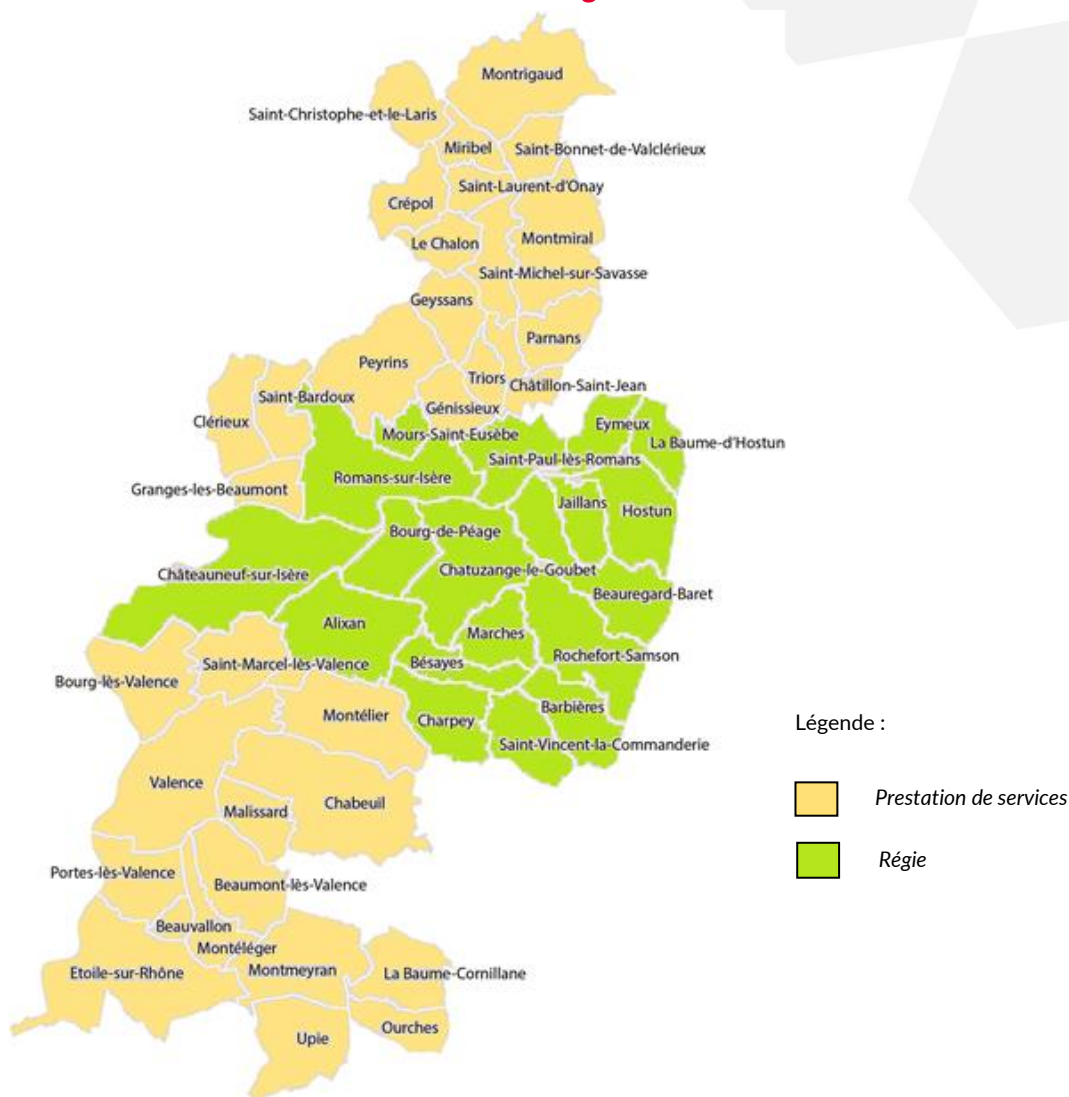 Montrigaud
Saint-Christophe-et-le-Laris
Miribel
Saint-Bonnet-de-Valclérieux
Saint-Laurent-d'Onay
Crépol
Le Chalon
Montmiral
Saint-Michel-sur-Savasse
Geyssans
Parnans
Peyrins
Triors
Châtillon-Saint-Jean
Saint-Bardoux
Génissieux
Clérieux
Eymeux
Mours-Saint-Eusèbe
La Baume-d'Hostun
Saint-Paul-lès-Romans
Romans-sur-Isère
Granges-les-Beaumont
Jaillans
Hostun
Bourg-de-Péage
Châteauneuf-sur-Isère
Chatuzange-le-Goubet
Beauregard-Baret
Alixan
Marches
Rochefort-Samson
Saint-Marcel-lès-Valence
Bésayes
Bourg-lès-Valence
Barbières
Montélier
Charpey
Saint-Vincent-la-Commanderie
Légende :
Valence
Chabeuil
Malissard
Prestation de services
Régie
Portes-lès-Valence
Beaumont-lès-Valence
Beauvallon
Montéléger
Etoile-sur-Rhône
Montmeyran
La Baume-Cornillane
Ourches
Upie